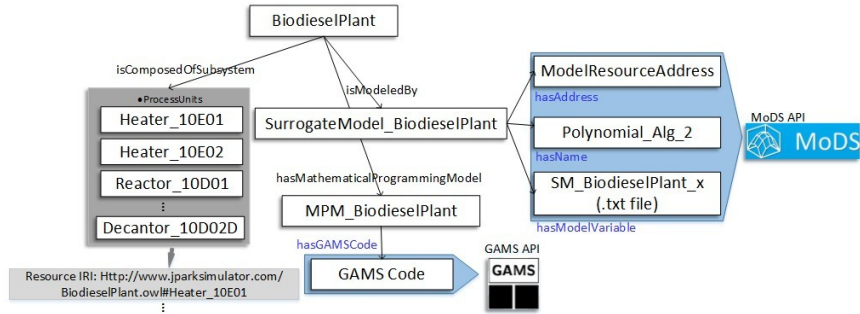 BiodieselPlant
isComposedOfSubsystem
isModeledBy
•ProcessUnits
Heater_10E01
Heater_10E02
Reactor_10D01
⋮
Decantor_10D02D
Resource IRI: Http://www.jparksimulator.com/
BiodieselPlant.owl#Heater_10E01
⋮
SurrogateModel_BiodieselPlant
hasMathematicalProgrammingModel
MPM_BiodieselPlant
hasGAMSCode
GAMS Code
GAMS API
GAMS
ModelResourceAddress
hasAddress
Polynomial_Alg_2
hasName
SM_BiodieselPlant_x
(.txt file)
hasModelVariable
MoDS API
MoDS